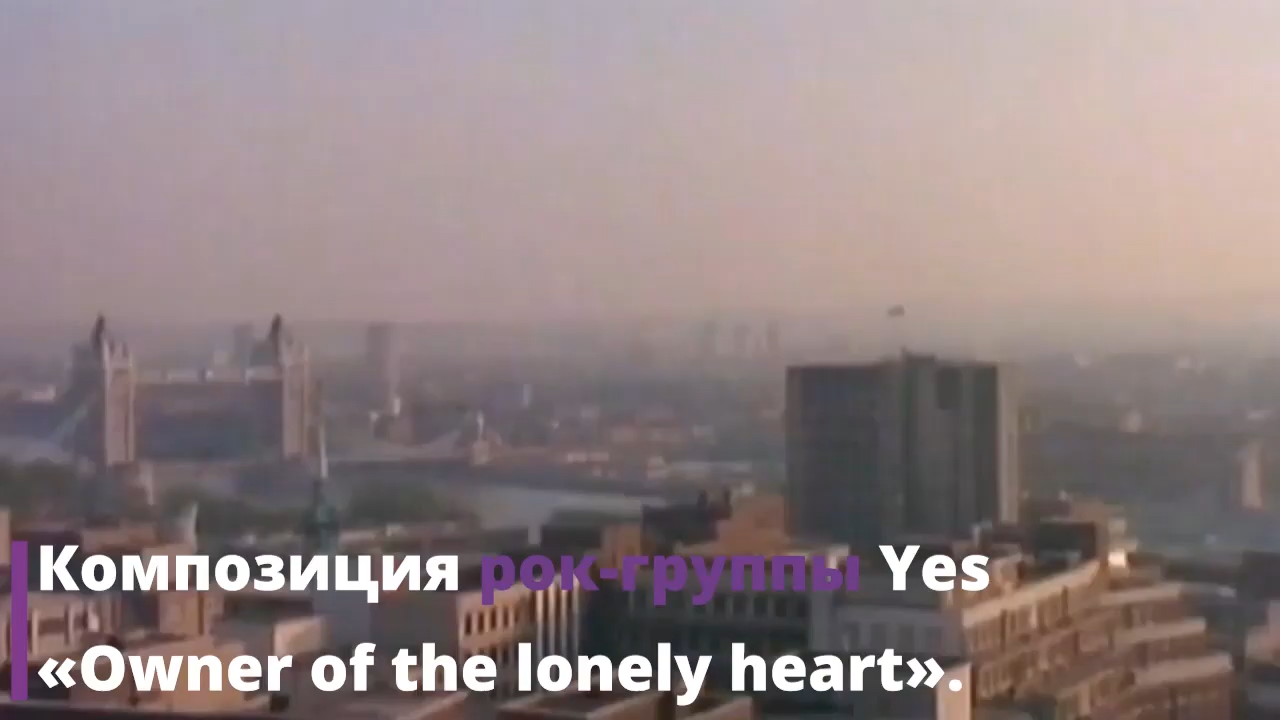 Композиция рок-группы Yes
«Owner of the lonely heart».